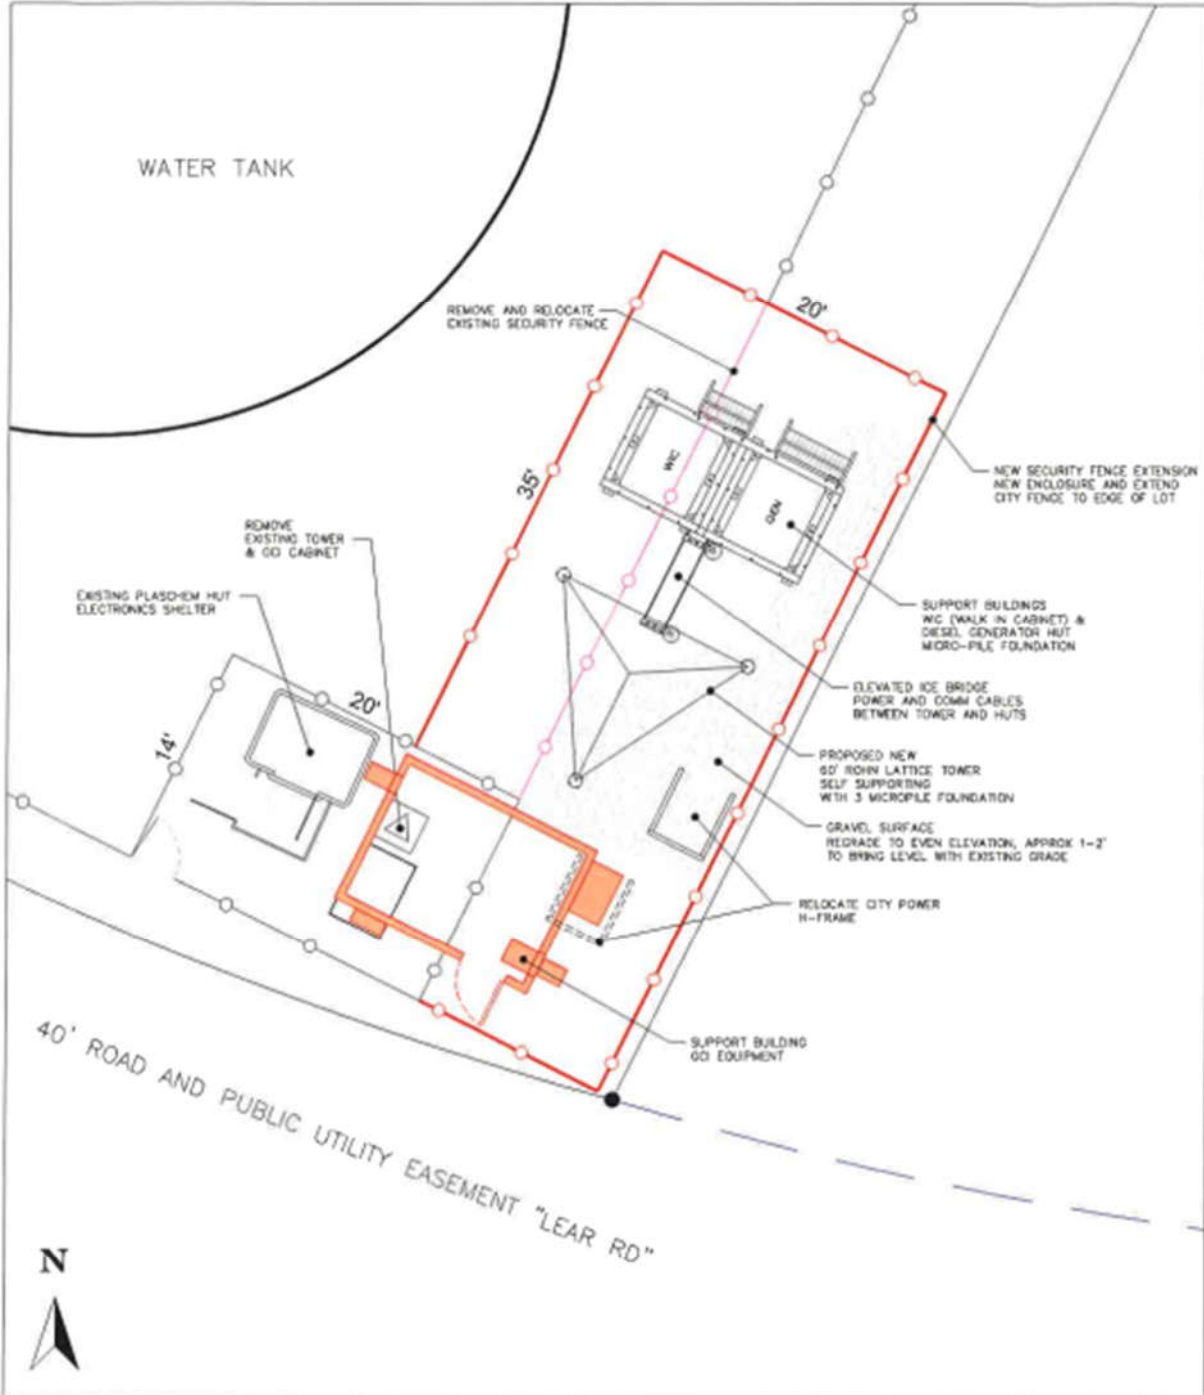 WATER TANK
REMOVE AND RELOCATE
EXISTING SECURITY FENCE
20'
WIC
GEN
35'
NEW SECURITY FENCE EXTENSION
NEW ENCLOSURE AND EXTEND
CITY FENCE TO EDGE OF LOT
REMOVE
EXISTING TOWER
& GCI CABINET
EXISTING PLASCHEM HUT
ELECTRONICS SHELTER
SUPPORT BUILDINGS
WIC (WALK IN CABINET) &
DIESEL GENERATOR HUT
MICRO-PILE FOUNDATION
20'
14'
ELEVATED ICE BRIDGE
POWER AND COMM CABLES
BETWEEN TOWER AND HUTS
PROPOSED NEW
60' ROHN LATTICE TOWER
SELF SUPPORTING
WITH 3 MICROPILE FOUNDATION
GRAVEL SURFACE
REGRADE TO EVEN ELEVATION, APPROX 1-2'
TO BRING LEVEL WITH EXISTING GRADE
RELOCATE CITY POWER
H-FRAME
SUPPORT BUILDING
GCI EQUIPMENT
40' ROAD AND PUBLIC UTILITY EASEMENT "LEAR RD"
N